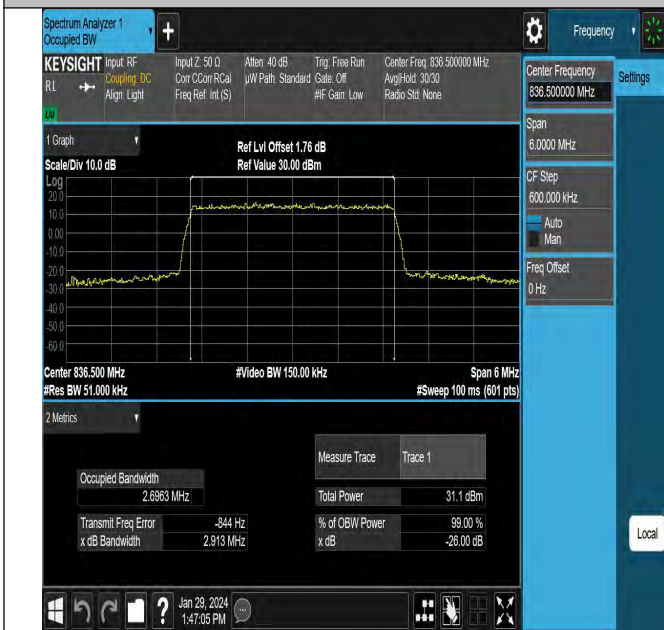 Spectrum Analyzer 1
Occupied BW
Frequency
KEYSIGHT
RL
Input: RF
Coupling: DC
Align: Light
Input Z: 50 Ω
Corr CCorr RCal
Freq Ref: Int (S)
Atten: 40 dB
µW Path: Standard
Trig: Free Run
Gate: Off
#IF Gain: Low
Center Freq: 836.500000 MHz
Avg|Hold: 30/30
Radio Std: None
Center Frequency
836.500000 MHz
Settings
Span
6.0000 MHz
CF Step
600.000 kHz
Auto
Man
Freq Offset
0 Hz
1 Graph
Scale/Div 10.0 dB
Ref Lvl Offset 1.76 dB
Ref Value 30.00 dBm
Log
20.0
10.0
0.00
-10.0
-20.0
-30.0
-40.0
-50.0
-60.0
Center 836.500 MHz
#Video BW 150.00 kHz
Span 6 MHz
#Res BW 51.000 kHz
#Sweep 100 ms (601 pts)
2 Metrics
Measure Trace
Trace 1
Occupied Bandwidth
2.6963 MHz
Total Power
31.1 dBm
Transmit Freq Error
-844 Hz
% of OBW Power
99.00 %
x dB Bandwidth
2.913 MHz
x dB
-26.00 dB
Local
Jan 29, 2024
1:47:05 PM